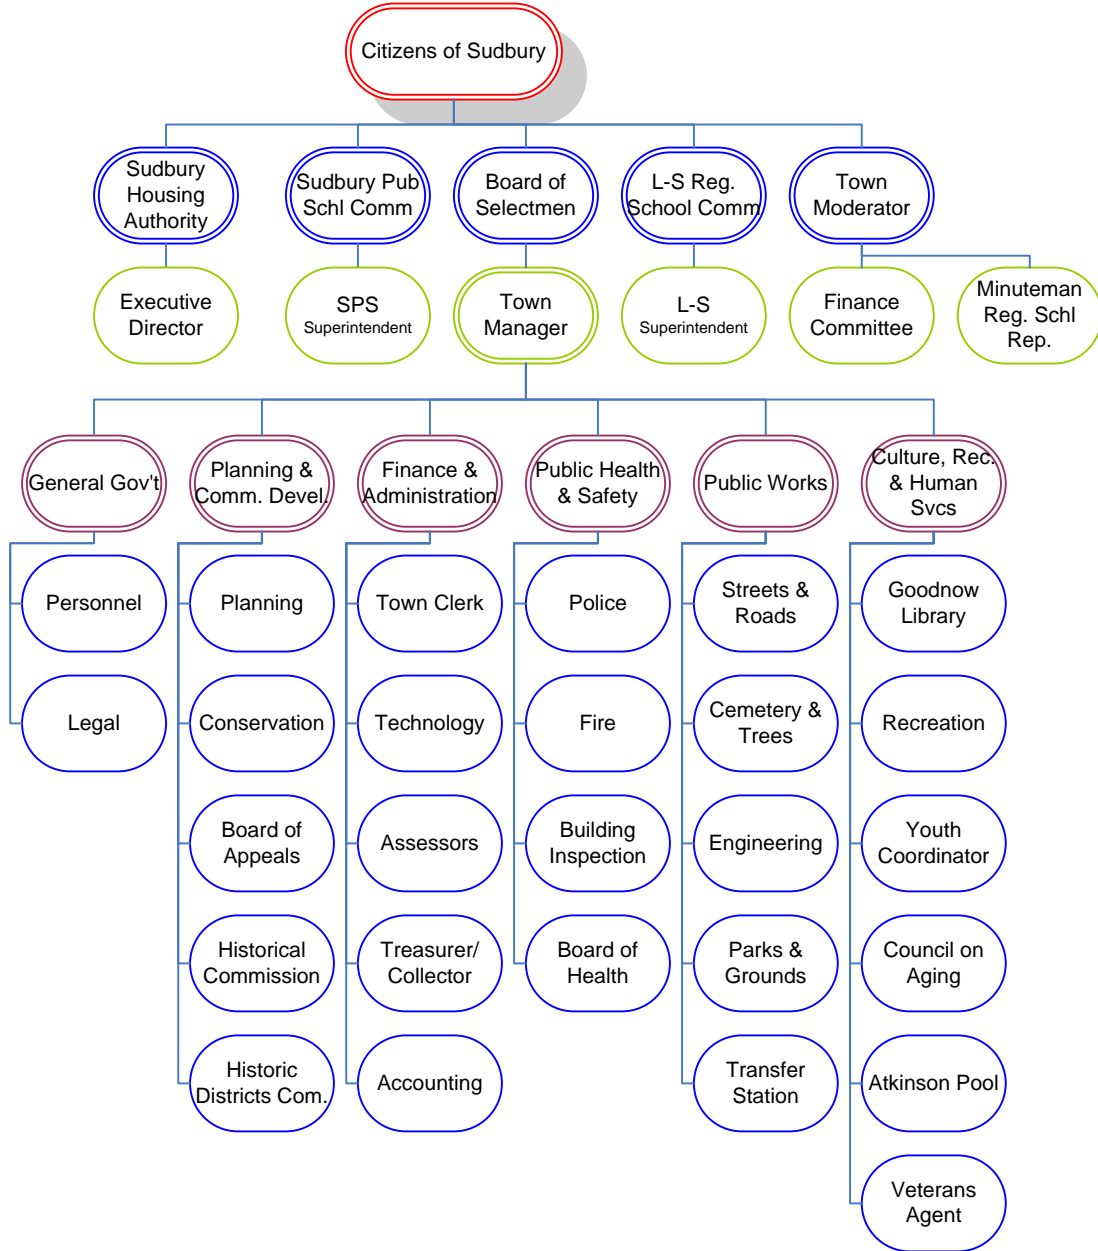 Citizens of Sudbury
Sudbury
Housing
Authority
Sudbury Pub
Schl Comm
Board of
Selectmen
L-S Reg.
School Comm
Town
Moderator
Executive
Director
SPS
Superintendent
Town
Manager
L-S
Superintendent
Finance
Committee
Minuteman
Reg. Schl
Rep.
General Gov't
Planning &
Comm. Devel.
Finance &
Administration
Public Health
& Safety
Public Works
Culture, Rec.
& Human
Svcs
Personnel
Planning
Town Clerk
Police
Streets &
Roads
Goodnow
Library
Legal
Conservation
Technology
Fire
Cemetery &
Trees
Recreation
Board of
Appeals
Assessors
Building
Inspection
Engineering
Youth
Coordinator
Historical
Commission
Treasurer/
Collector
Board of
Health
Parks &
Grounds
Council on
Aging
Historic
Districts Com.
Accounting
Transfer
Station
Atkinson Pool
Veterans
Agent